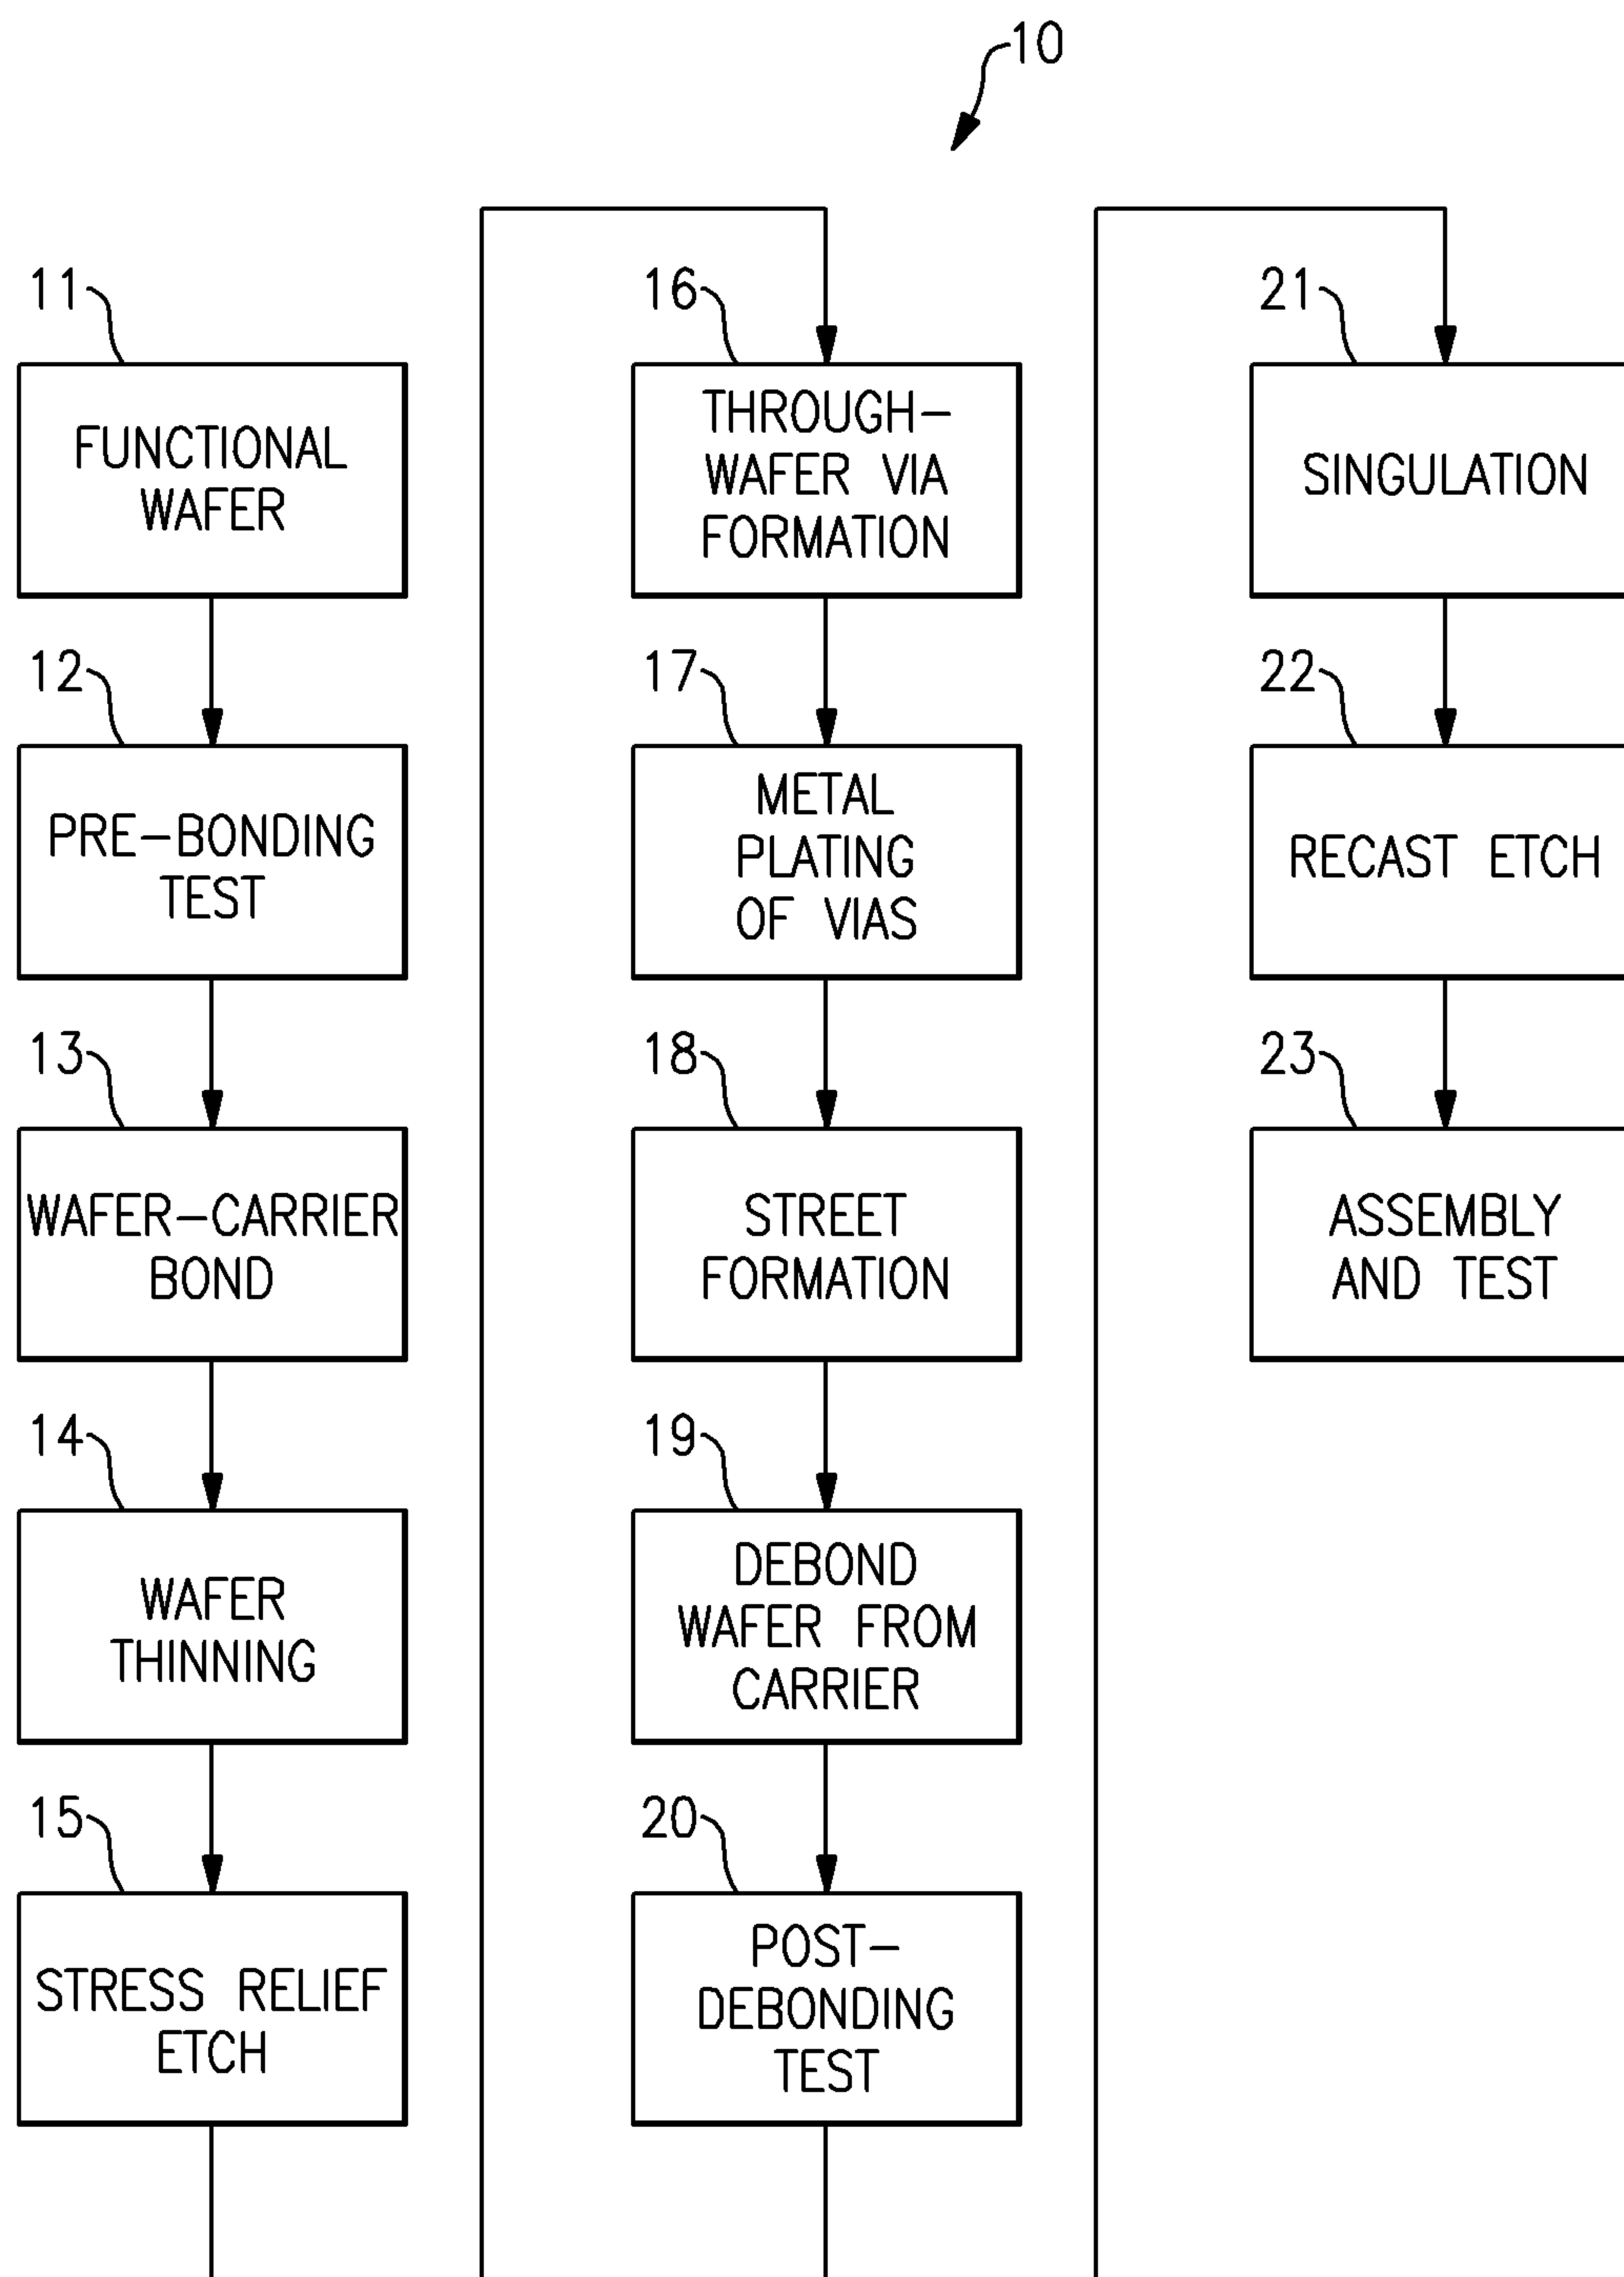 10
11
FUNCTIONAL
WAFER
12
PRE-BONDING
TEST
13
WAFER-CARRIER
BOND
14
WAFER
THINNING
15
STRESS RELIEF
ETCH
16
THROUGH-
WAFER VIA
FORMATION
17
METAL
PLATING
OF VIAS
18
STREET
FORMATION
19
DEBOND
WAFER FROM
CARRIER
20
POST-
DEBONDING
TEST
21
SINGULATION
22
RECAST ETCH
23
ASSEMBLY
AND TEST